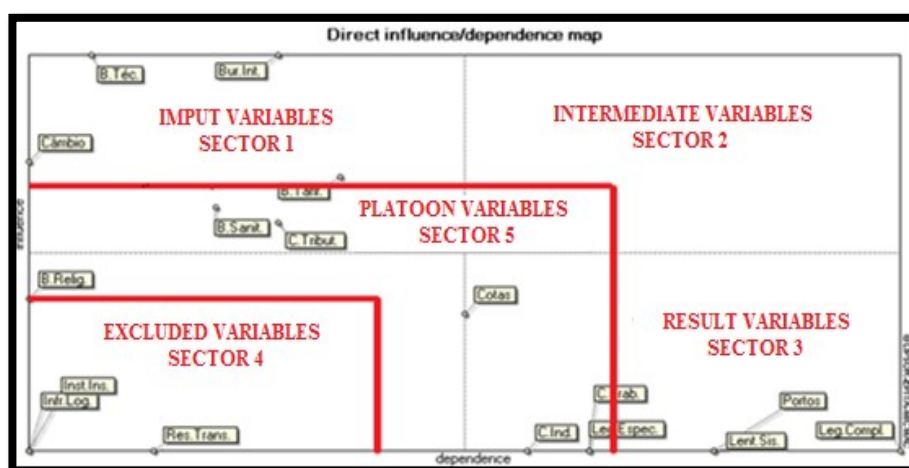 Direct influence/dependence map
B.Téc.
Bur.Int.
IMPUT VARIABLES
SECTOR 1
INTERMEDIATE VARIABLES
SECTOR 2
Câmbio
B.Tarif.
PLATOON VARIABLES
SECTOR 5
B.Sanit.
C.Tribut.
influence
B.Relig.
Cotas
EXCLUDED VARIABLES
SECTOR 4
RESULT VARIABLES
SECTOR 3
Inst.Ins.
Infr.Log.
Res.Trans.
C.Ind.
C.Trab.
Leg.Espec.
Portos
Lent.Sis.
Leg.Compl.
dependence